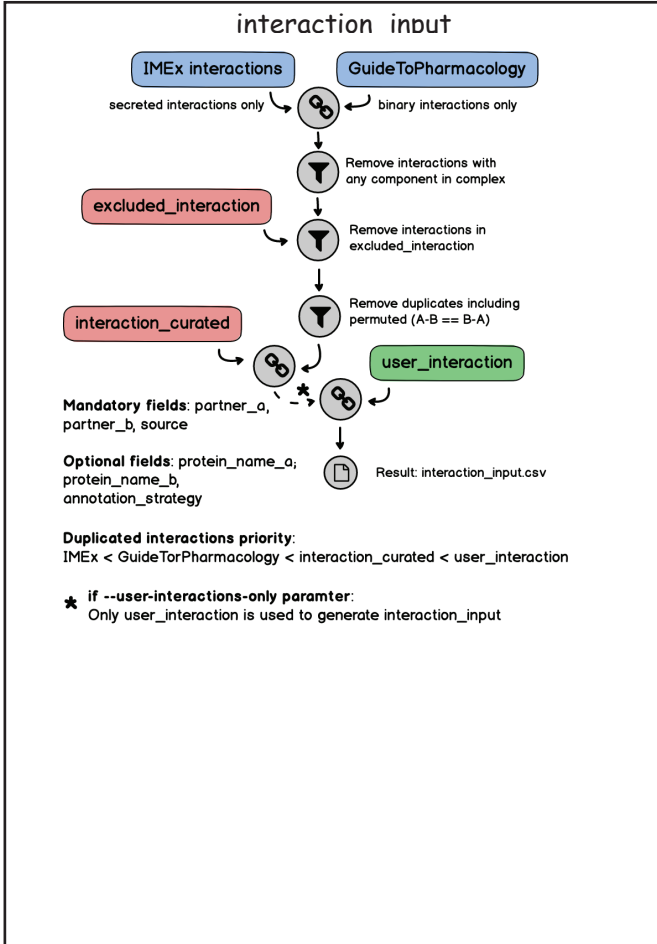 interaction_input
IMEx interactions
GuideToPharmacology
secreted interactions only
binary interactions only
Remove interactions with
any component in complex
excluded_interaction
Remove interactions in
excluded_interaction
Remove duplicates including
permuted (A-B == B-A)
interaction_curated
user_interaction
*
Mandatory fields: partner_a,
partner_b, source
Optional fields: protein_name_a;
protein_name_b,
annotation_strategy
Result: interaction_input.csv
Duplicated interactions priority:
IMEx < GuideTorPharmacology < interaction_curated < user_interaction
* if --user-interactions-only paramter:
Only user_interaction is used to generate interaction_input